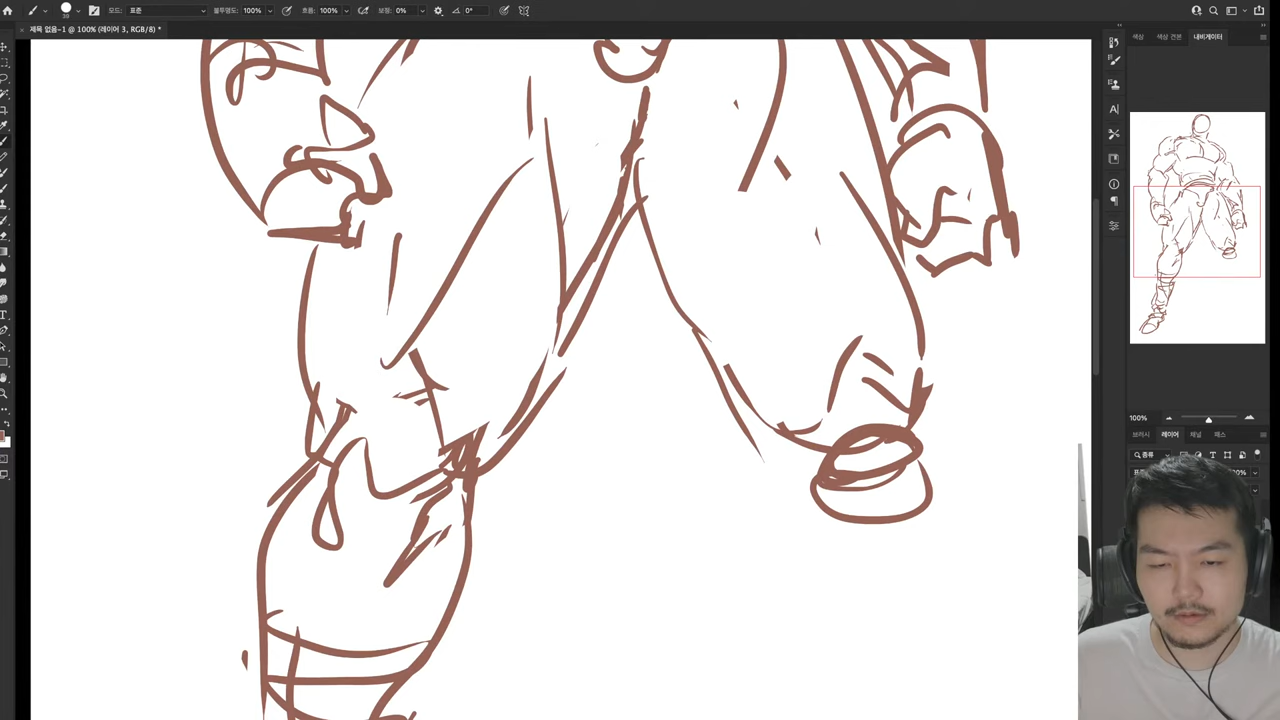 39
모드: 표준
불투명도: 100%
흐름: 100%
보정: 0%
0°
제목 없음-1 @ 100% (레이어 3, RGB/8) *
색상
색상 견본
내비게이터
100%
브러시
레이어
채널
패스
종류